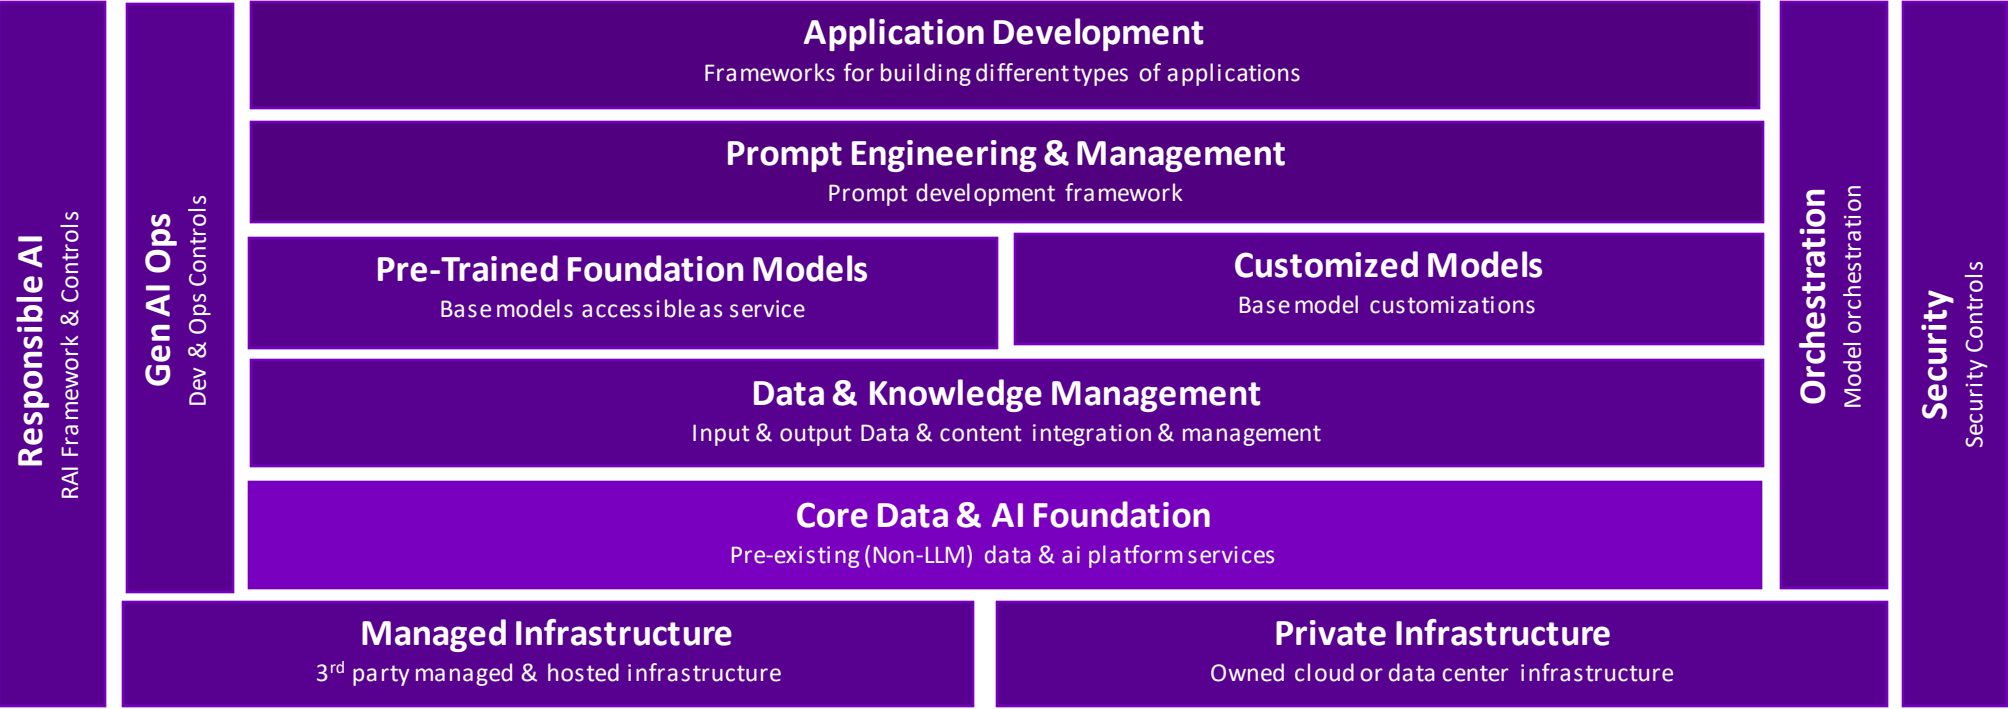 Responsible AI
RAI Framework & Controls
Gen AI Ops
Dev & Ops Controls
Application Development
Frameworks for building different types of applications
Prompt Engineering & Management
Prompt development framework
Pre-Trained Foundation Models
Base models accessible as service
Customized Models
Base model customizations
Data & Knowledge Management
Input & output Data & content integration & management
Core Data & AI Foundation
Pre-existing (Non-LLM) data & ai platform services
Orchestration
Model orchestration
Security
Security Controls
Managed Infrastructure
3rd party managed & hosted infrastructure
Private Infrastructure
Owned cloud or data center infrastructure